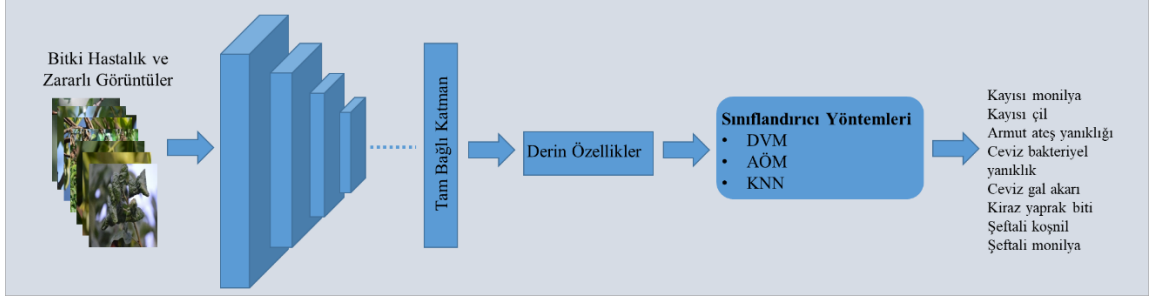 Bitki Hastalık ve
Zararlı Görüntüler
Tam Bağlı Katman
Derin Özellikler
Sınıflandırıcı Yöntemleri
• DVM
• AÖM
• KNN
Kayısı monilya
Kayısı çil
Armut ateş yanıklığı
Ceviz bakteriyel
yanıklık
Ceviz gal akarı
Kiraz yaprak biti
Şeftali koşnil
Şeftali monilya